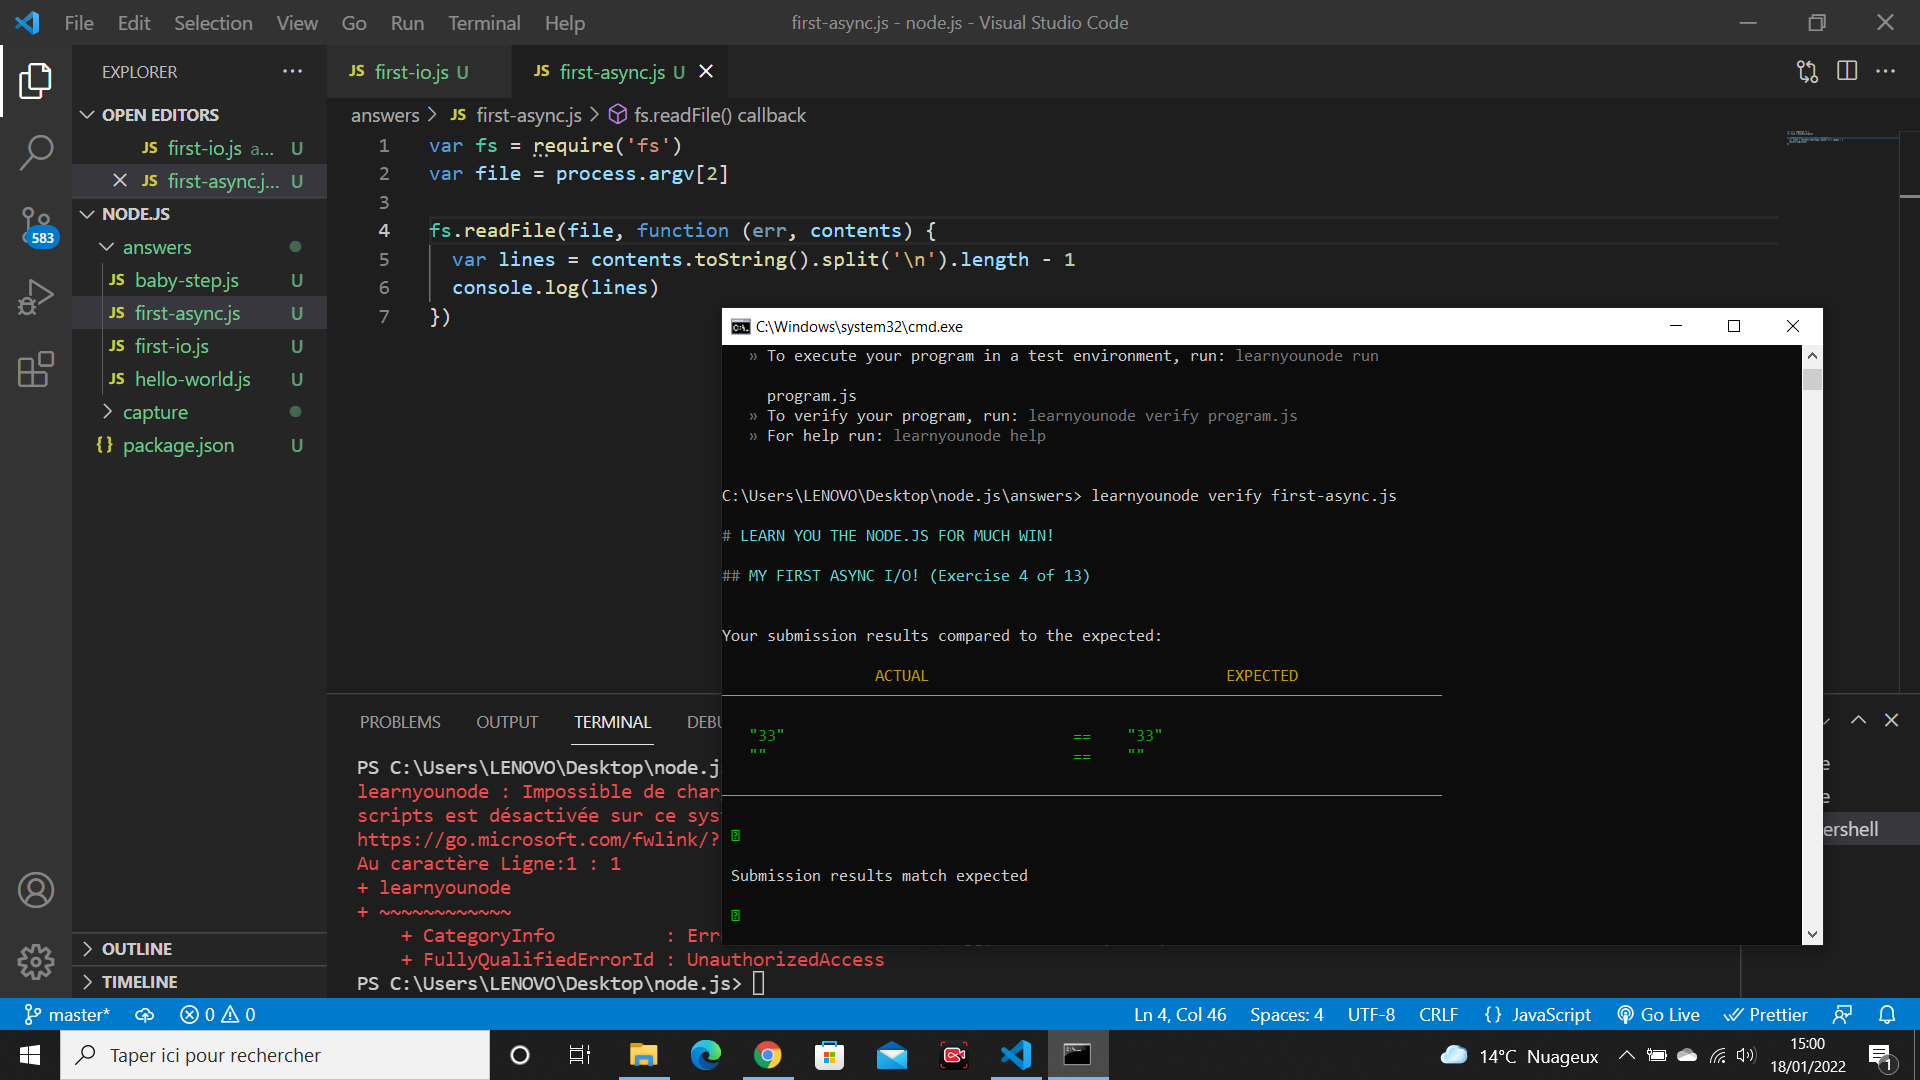 File Edit Selection View Go Run Terminal Help
first-async.js - node.js - Visual Studio Code
EXPLORER
OPEN EDITORS
JS first-io.js a... U
JS first-async.j... U
NODE.JS
answers
JS baby-step.js U
JS first-async.js U
JS first-io.js U
JS hello-world.js U
capture
{} package.json U
OUTLINE
TIMELINE
583
JS first-io.js U
JS first-async.js U
answers > JS first-async.js > fs.readFile() callback
1 var fs = require('fs')
2 var file = process.argv[2]
3
4 fs.readFile(file, function (err, contents) {
5 var lines = contents.toString().split('\n').length - 1
6 console.log(lines)
7 })
C:\Windows\system32\cmd.exe
» To execute your program in a test environment, run: learnyounode run
program.js
» To verify your program, run: learnyounode verify program.js
» For help run: learnyounode help
C:\Users\LENOVO\Desktop\node.js\answers> learnyounode verify first-async.js
# LEARN YOU THE NODE.JS FOR MUCH WIN!
## MY FIRST ASYNC I/O! (Exercise 4 of 13)
Your submission results compared to the expected:
ACTUAL EXPECTED
"33" == "33"
"" == ""
Submission results match expected
PROBLEMS OUTPUT TERMINAL DEBU
PS C:\Users\LENOVO\Desktop\node.j
learnyounode : Impossible de char
scripts est désactivée sur ce sys
https://go.microsoft.com/fwlink/?
Au caractère Ligne:1 : 1
+ learnyounode
+ ~~~~~~~~~~~~
+ CategoryInfo : Err
+ FullyQualifiedErrorId : UnauthorizedAccess
PS C:\Users\LENOVO\Desktop\node.js>
e
e
ershell
master* 0 0
Ln 4, Col 46 Spaces: 4 UTF-8 CRLF {} JavaScript Go Live Prettier
Taper ici pour rechercher
14°C Nuageux
15:00
18/01/2022
1